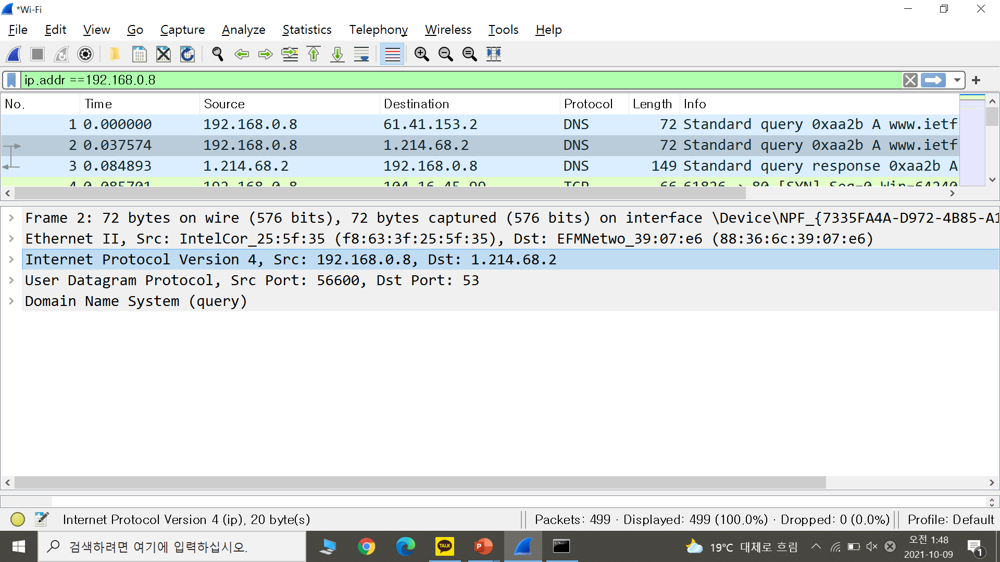 *Wi-Fi
File Edit View Go Capture Analyze Statistics Telephony Wireless Tools Help
ip.addr ==192.168.0.8
No. Time Source Destination Protocol Length Info
1 0.000000 192.168.0.8 61.41.153.2 DNS 72 Standard query 0xaa2b A www.ietf
2 0.037574 192.168.0.8 1.214.68.2 DNS 72 Standard query 0xaa2b A www.ietf
3 0.084893 1.214.68.2 192.168.0.8 DNS 149 Standard query response 0xaa2b A
4 0.085701 192.168.0.8 104.16.45.99 TCP 66 61826 → 80 [SYN] Seq=0 Win=64240
Frame 2: 72 bytes on wire (576 bits), 72 bytes captured (576 bits) on interface \Device\NPF_{7335FA4A-D972-4B85-A1
Ethernet II, Src: IntelCor_25:5f:35 (f8:63:3f:25:5f:35), Dst: EFMNetwo_39:07:e6 (88:36:6c:39:07:e6)
Internet Protocol Version 4, Src: 192.168.0.8, Dst: 1.214.68.2
User Datagram Protocol, Src Port: 56600, Dst Port: 53
Domain Name System (query)
Internet Protocol Version 4 (ip), 20 byte(s) Packets: 499 · Displayed: 499 (100.0%) · Dropped: 0 (0.0%) Profile: Default
검색하려면 여기에 입력하십시오. TALK 19°C 대체로 흐림 오전 1:48
2021-10-09 1